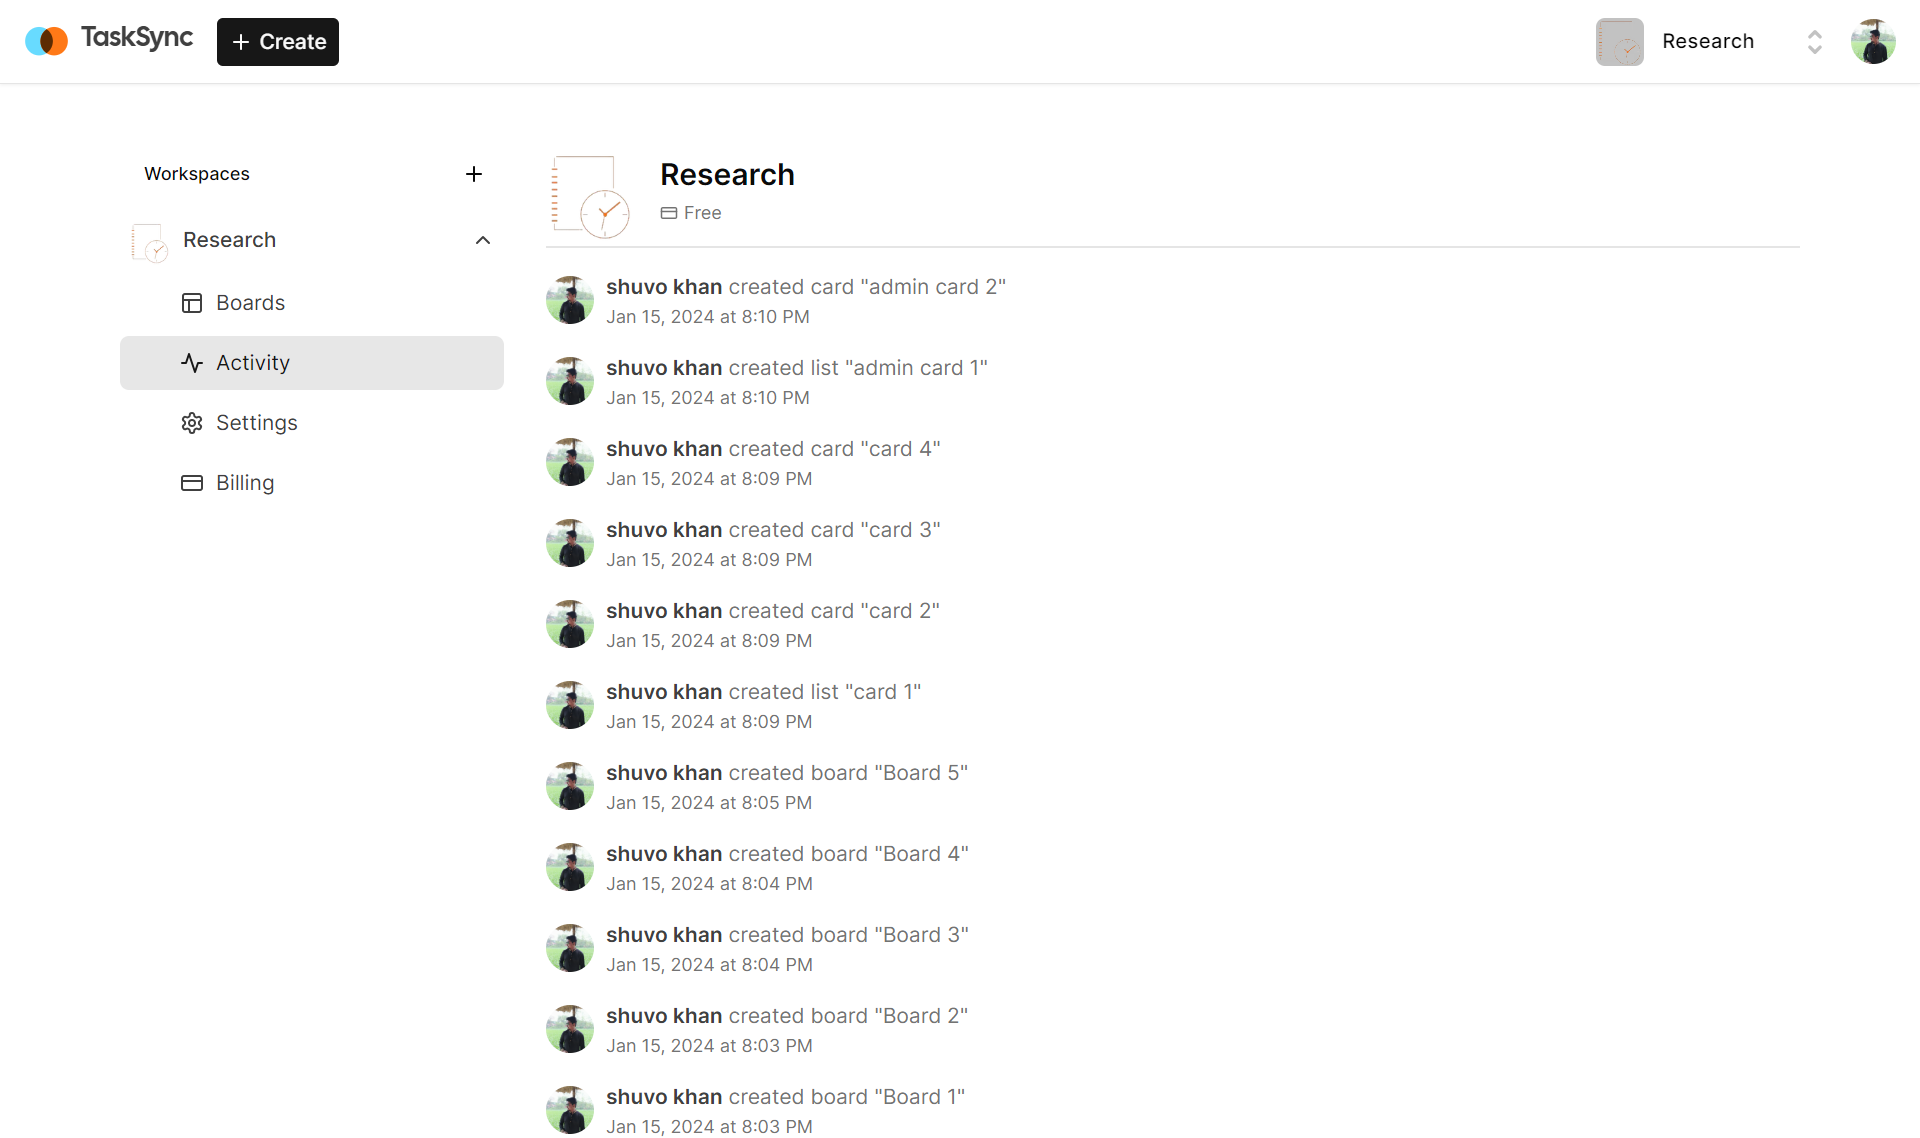 TaskSync
+ Create
Research
Workspaces
Research
Boards
Activity
Settings
Billing
Research
Free
shuvo khan created card "admin card 2"
Jan 15, 2024 at 8:10 PM
shuvo khan created list "admin card 1"
Jan 15, 2024 at 8:10 PM
shuvo khan created card "card 4"
Jan 15, 2024 at 8:09 PM
shuvo khan created card "card 3"
Jan 15, 2024 at 8:09 PM
shuvo khan created card "card 2"
Jan 15, 2024 at 8:09 PM
shuvo khan created list "card 1"
Jan 15, 2024 at 8:09 PM
shuvo khan created board "Board 5"
Jan 15, 2024 at 8:05 PM
shuvo khan created board "Board 4"
Jan 15, 2024 at 8:04 PM
shuvo khan created board "Board 3"
Jan 15, 2024 at 8:04 PM
shuvo khan created board "Board 2"
Jan 15, 2024 at 8:03 PM
shuvo khan created board "Board 1"
Jan 15, 2024 at 8:03 PM